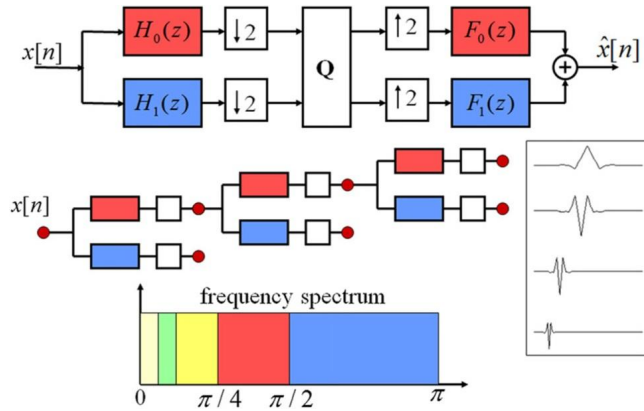 H₀(z) ↓2 ↑2 F₀(z)
x[n] Q + x̂[n]
H₁(z) ↓2 ↑2 F₁(z)
x[n]
frequency spectrum
0 π/4 π/2 π